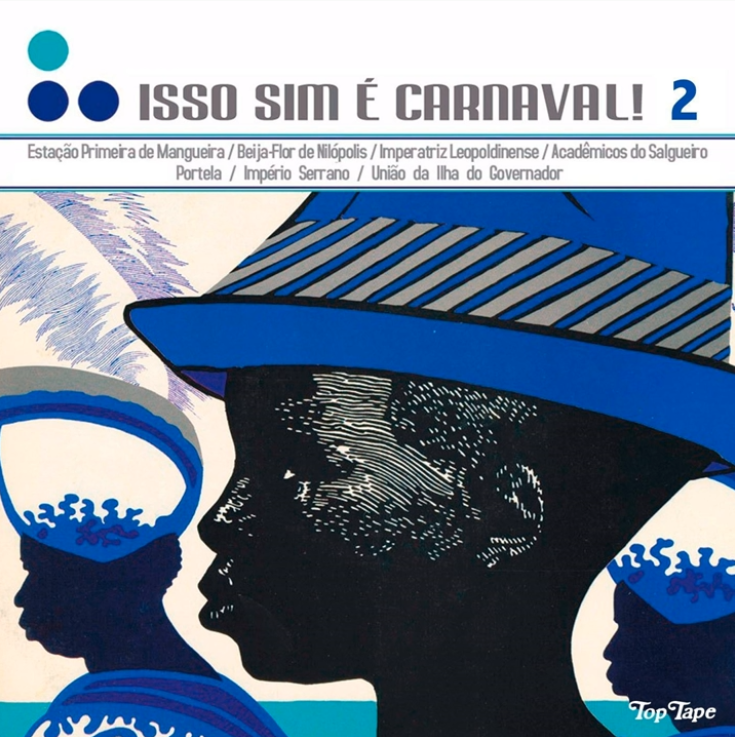 ISSO SIM É CARNAVAL! 2
Estação Primeira de Mangueira / Beija-Flor de Nilópolis / Imperatriz Leopoldinense / Acadêmicos do Salgueiro
Portela / Império Serrano / União da Ilha do Governador
Top Tape